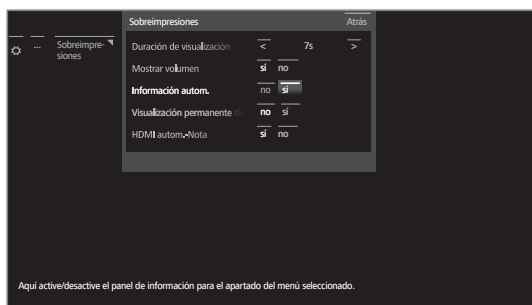 Sobreimpresiones Atrás
... Sobreimpre-
siones
Duración de visualización < 7s >
Mostrar volumen sí no
Información autom. no sí
Visualización permanente de
no sí
HDMI autom.-Nota sí no
Aquí active/desactive el panel de información para el apartado del menú seleccionado.